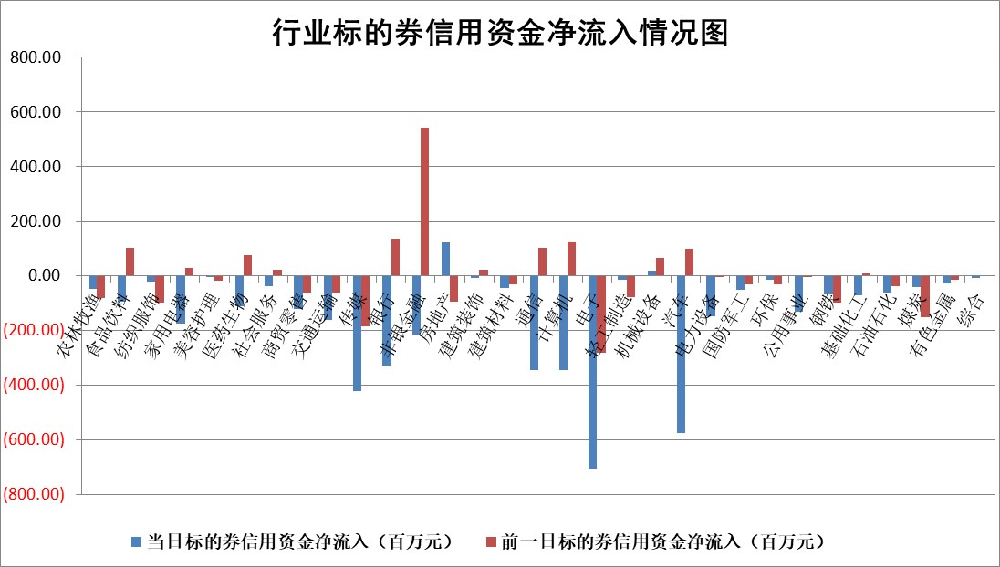 行业标的券信用资金净流入情况图
800.00
600.00
400.00
200.00
0.00
(200.00)
(400.00)
(600.00)
(800.00)
农林牧渔
食品饮料
纺织服饰
家用电器
美容护理
医药生物
社会服务
商贸零售
交通运输
传媒
银行
非银金融
房地产
建筑装饰
建筑材料
通信
计算机
电子
轻工制造
机械设备
汽车
电力设备
国防军工
环保
公用事业
钢铁
基础化工
石油石化
煤炭
有色金属
综合
当日标的券信用资金净流入（百万元）
前一日标的券信用资金净流入（百万元）